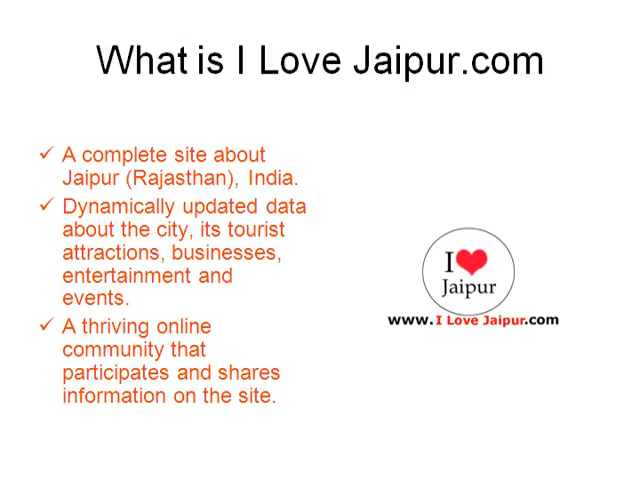 What is I Love Jaipur.com
A complete site about
Jaipur (Rajasthan), India.
Dynamically updated data
about the city, its tourist
attractions, businesses,
entertainment and
events.
A thriving online
community that
participates and shares
information on the site.
I
Jaipur
www.I Love Jaipur.com